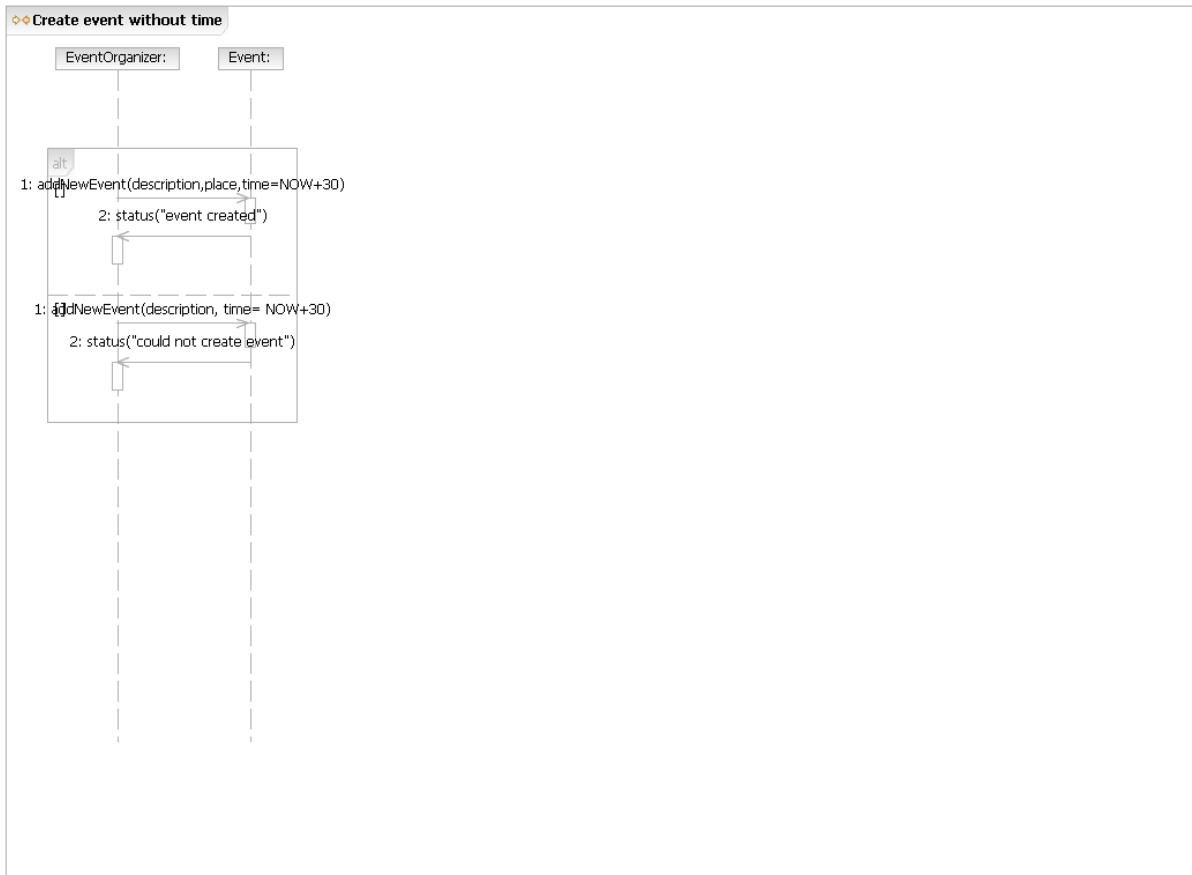 Create event without time
EventOrganizer: Event:
alt
1: addNewEvent(description,place,time=NOW+30)
[]
2: status("event created")
1: addNewEvent(description, time= NOW+30)
[]
2: status("could not create event")